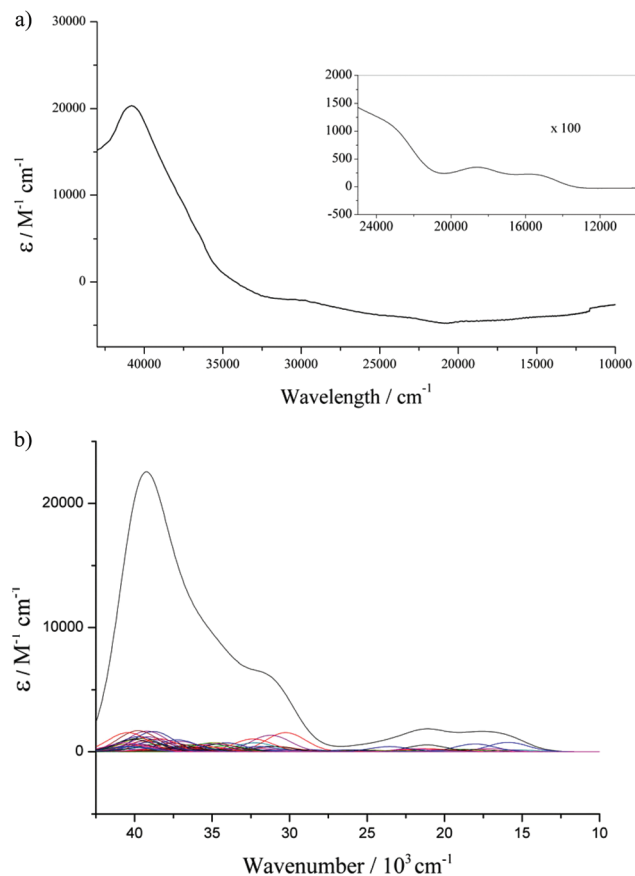 a)
30000
20000
10000
0
ε / M⁻¹ cm⁻¹
40000 35000 30000 25000 20000 15000 10000
Wavelength / cm⁻¹
2000
1500
1000
500
0
-500
x 100
24000 20000 16000 12000
b)
20000
10000
0
ε / M⁻¹ cm⁻¹
40 35 30 25 20 15 10
Wavenumber / 10³ cm⁻¹